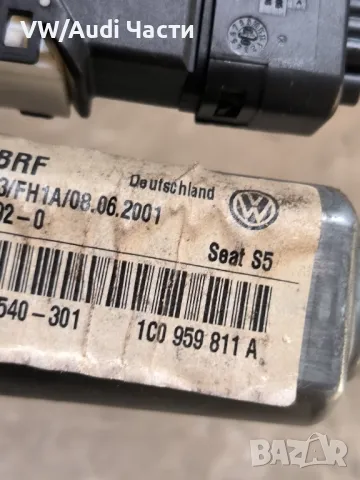 VW/Audi Части
BRF
3/FH1A/08.06.2001
Deutschland
02-0
Seat S5
540-301
1C0 959 811 A
BAZAR